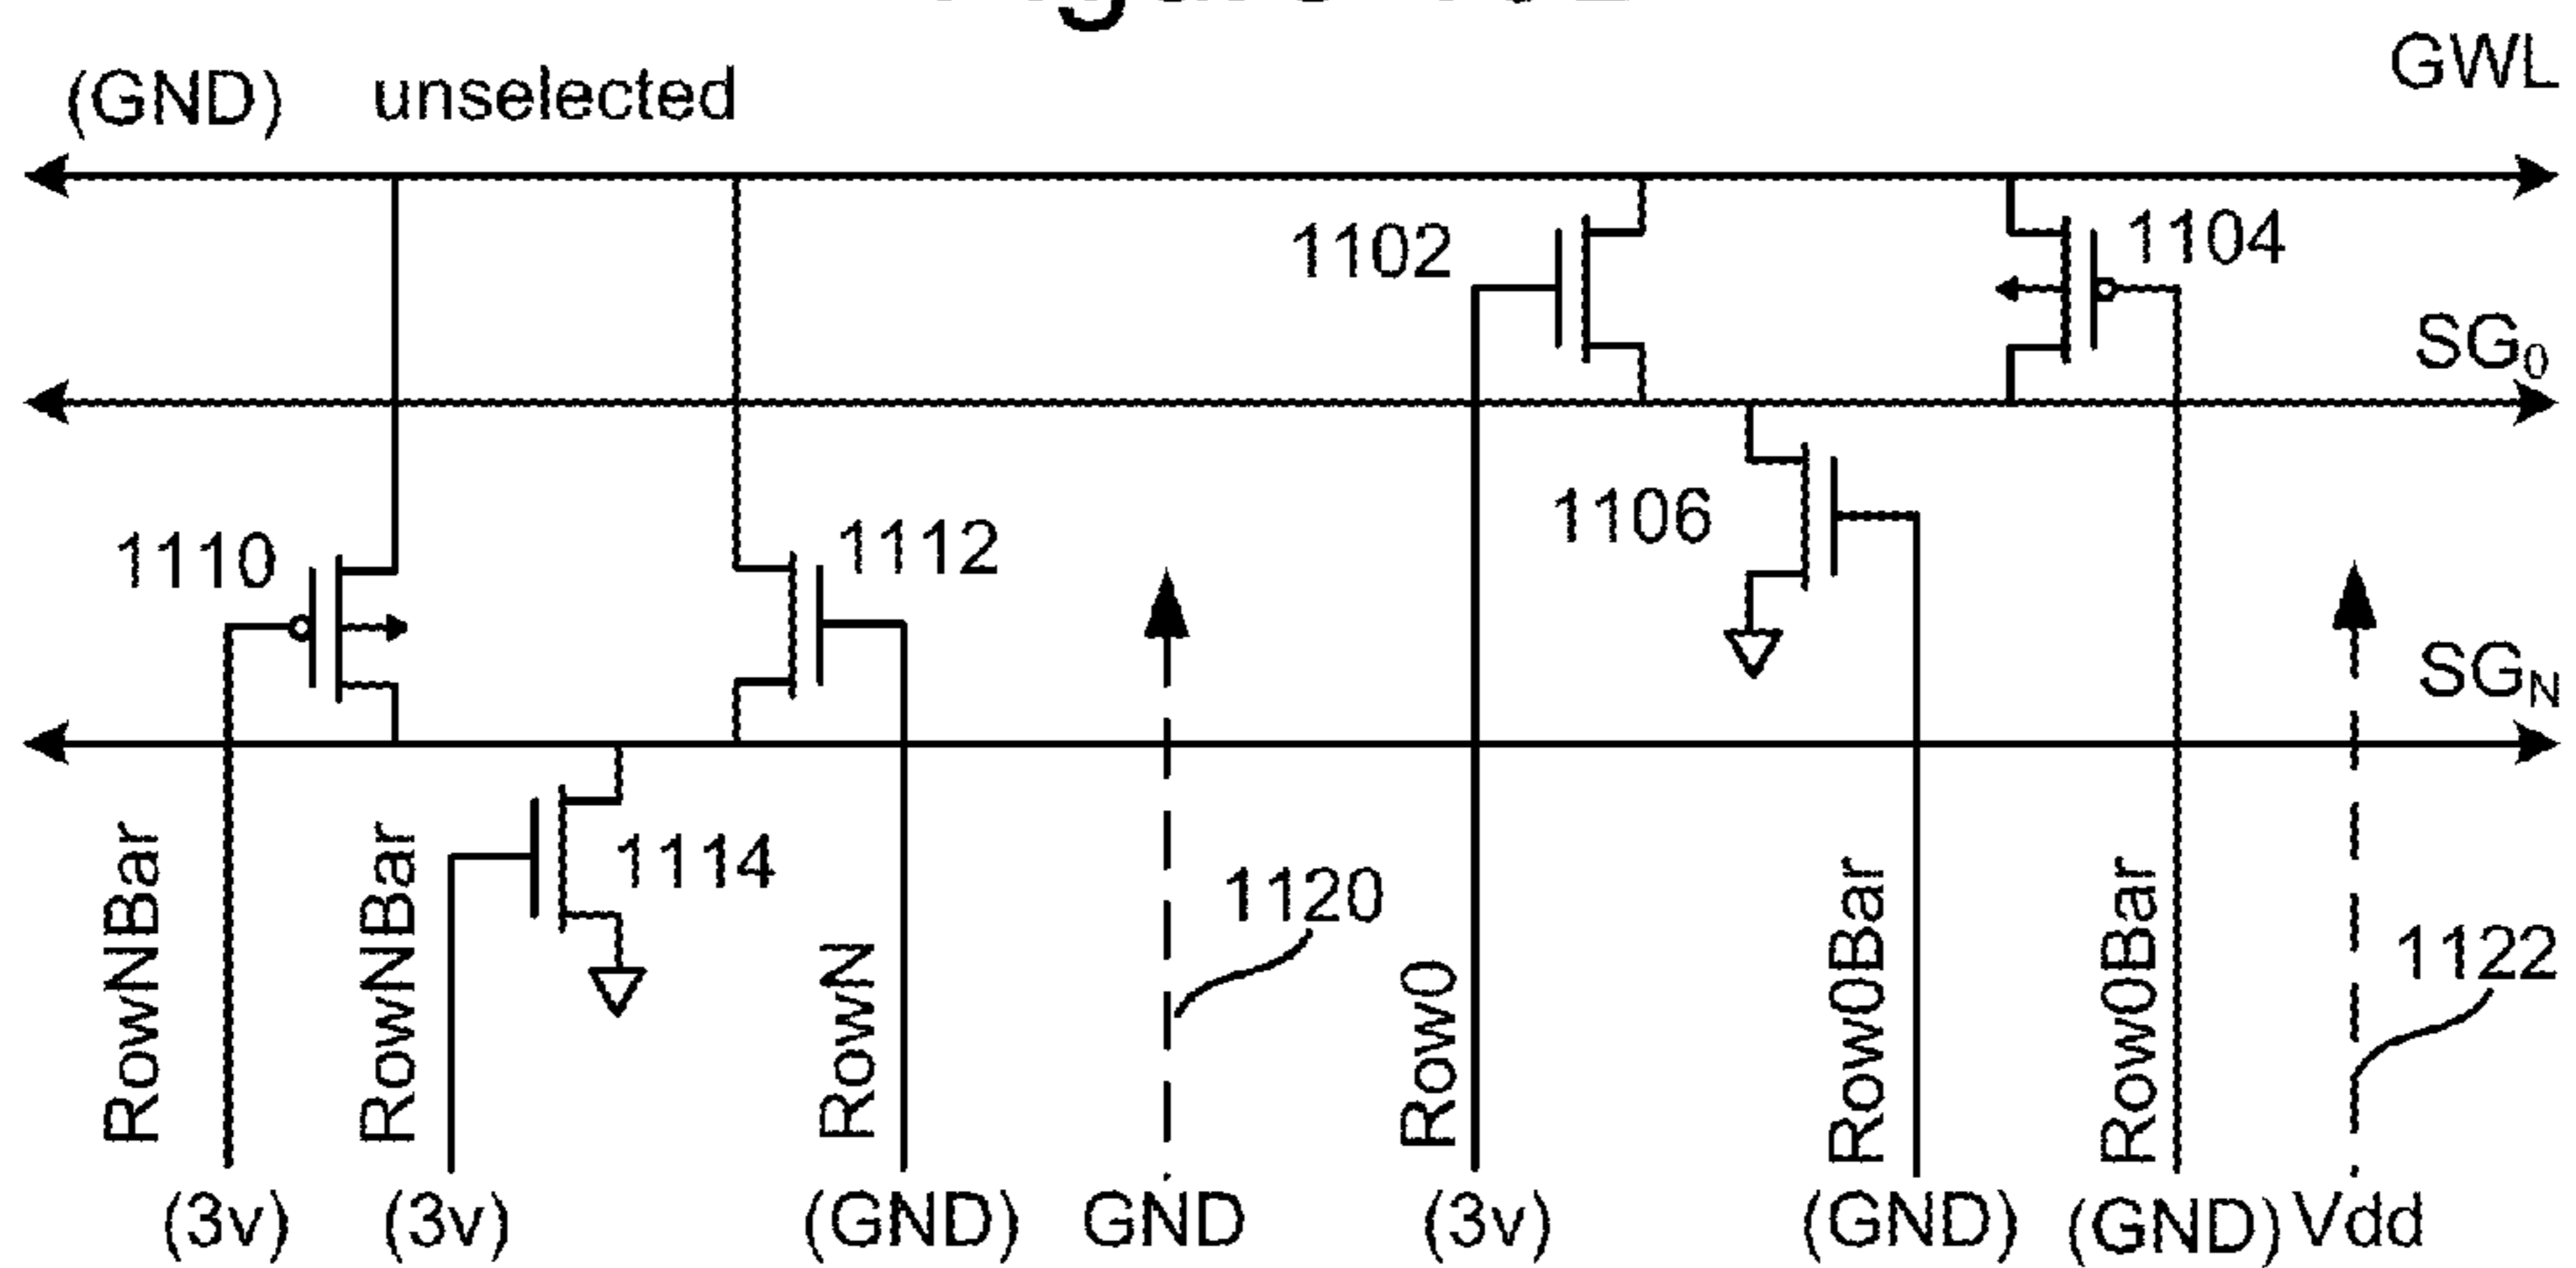 (GND) unselected GWL
1102 1104
SG0
1110 1112 1106
SGN
1114
1120
1122
RowNBar RowNBar RowN Row0 Row0Bar Row0Bar
(3v) (3v) (GND) GND (3v) (GND) (GND) Vdd